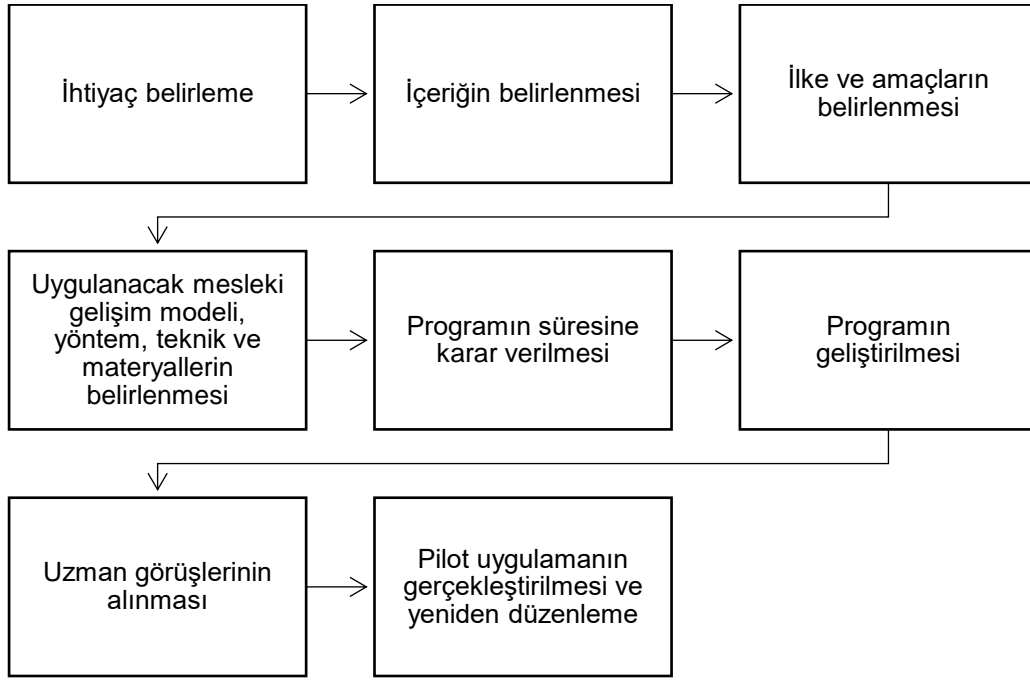 İhtiyaç belirleme
İçeriğin belirlenmesi
İlke ve amaçların
belirlenmesi
Uygulanacak mesleki
gelişim modeli,
yöntem, teknik ve
materyallerin
belirlenmesi
Programın süresine
karar verilmesi
Programın
geliştirilmesi
Uzman görüşlerinin
alınması
Pilot uygulamanın
gerçekleştirilmesi ve
yeniden düzenleme